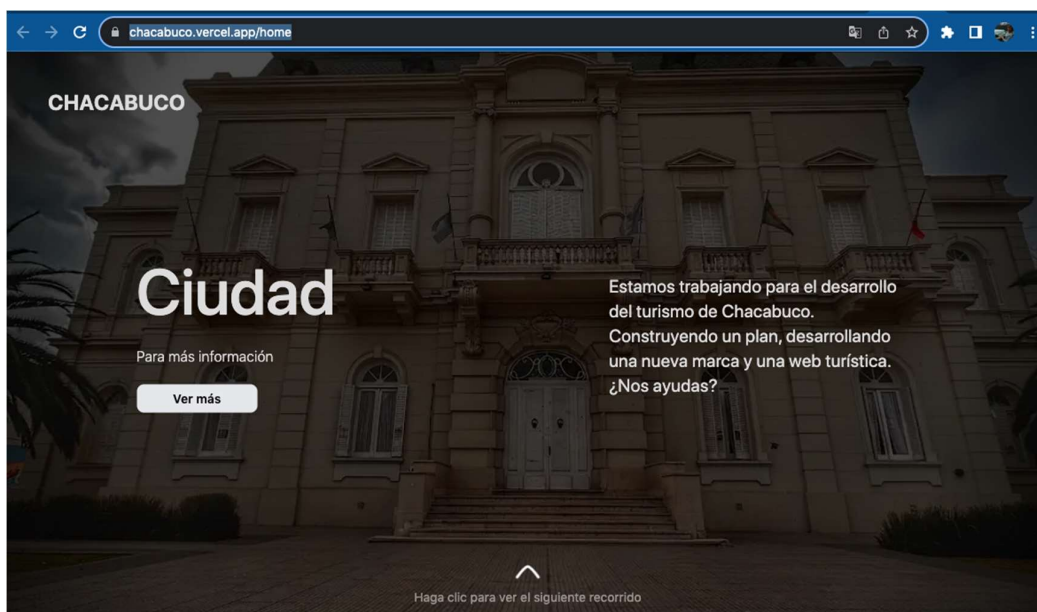 chacabuco.vercel.app/home
CHACABUCO
Ciudad
Para más información
Ver más
Estamos trabajando para el desarrollo
del turismo de Chacabuco.
Construyendo un plan, desarrollando
una nueva marca y una web turística.
¿Nos ayudas?
Haga clic para ver el siguiente recorrido